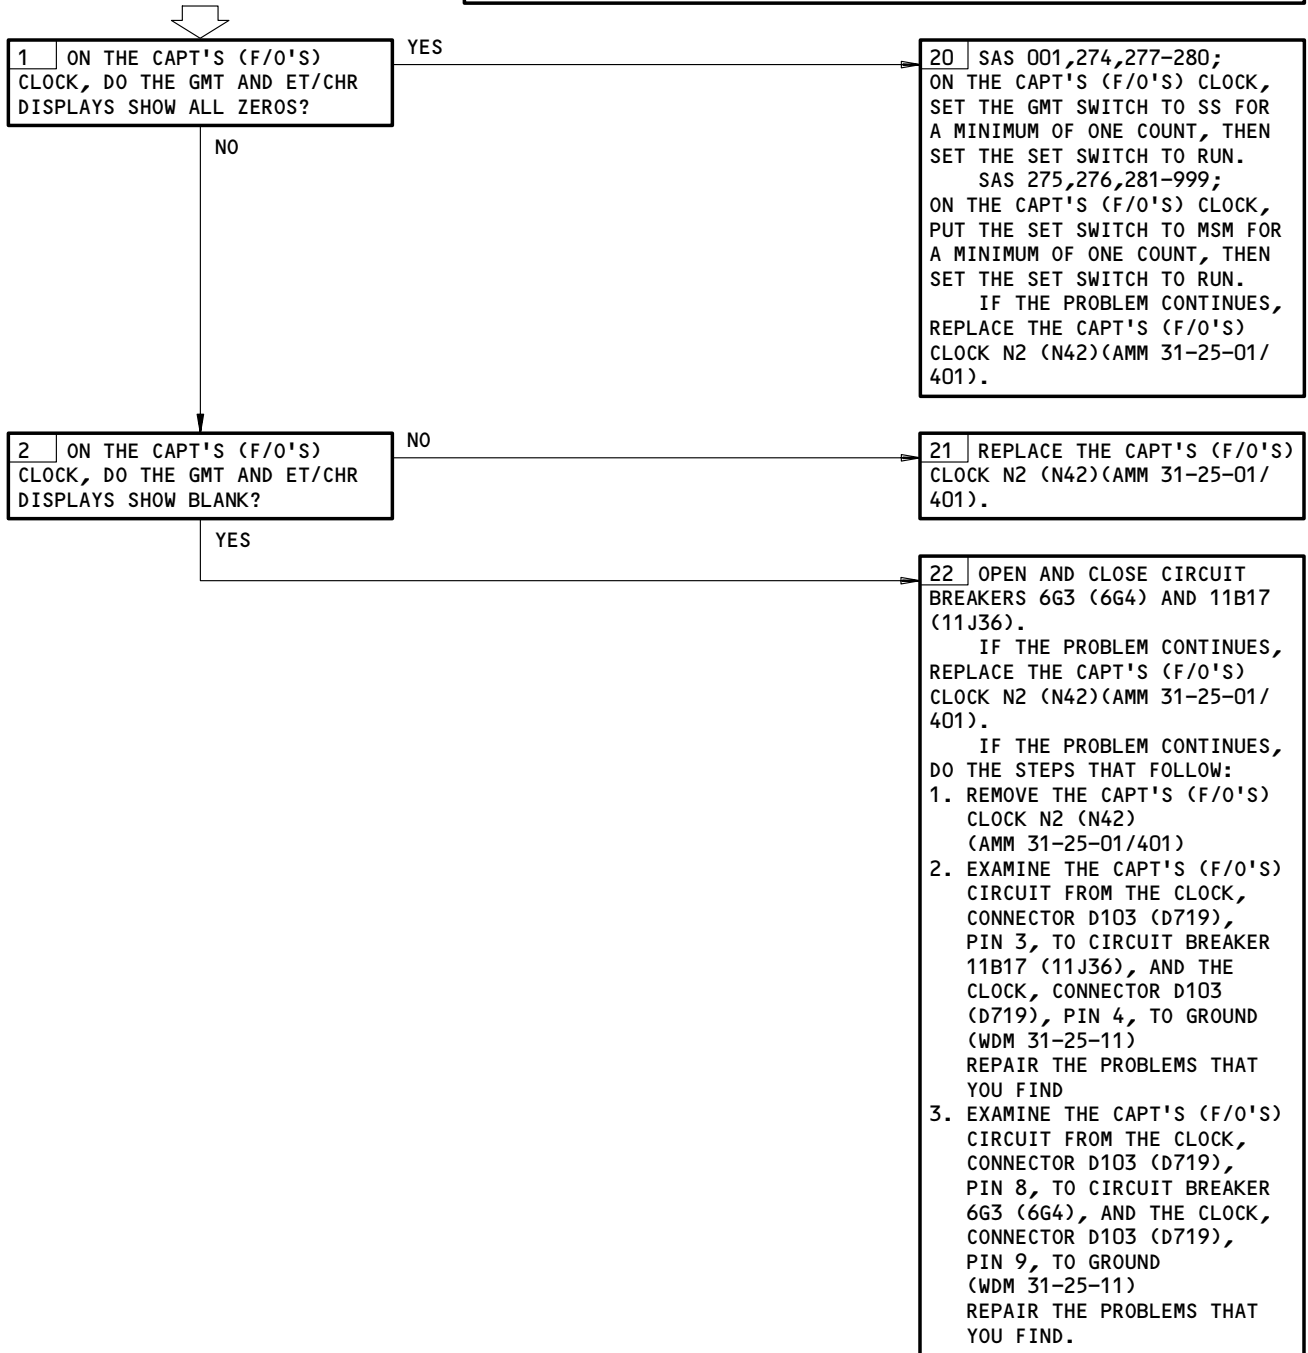 1 ON THE CAPT'S (F/O'S)
CLOCK, DO THE GMT AND ET/CHR
DISPLAYS SHOW ALL ZEROS?
YES
NO
20 SAS 001,274,277-280;
ON THE CAPT'S (F/O'S) CLOCK,
SET THE GMT SWITCH TO SS FOR
A MINIMUM OF ONE COUNT, THEN
SET THE SET SWITCH TO RUN.
SAS 275,276,281-999;
ON THE CAPT'S (F/O'S) CLOCK,
PUT THE SET SWITCH TO MSM FOR
A MINIMUM OF ONE COUNT, THEN
SET THE SET SWITCH TO RUN.
IF THE PROBLEM CONTINUES,
REPLACE THE CAPT'S (F/O'S)
CLOCK N2 (N42)(AMM 31-25-01/
401).
2 ON THE CAPT'S (F/O'S)
CLOCK, DO THE GMT AND ET/CHR
DISPLAYS SHOW BLANK?
NO
YES
21 REPLACE THE CAPT'S (F/O'S)
CLOCK N2 (N42)(AMM 31-25-01/
401).
22 OPEN AND CLOSE CIRCUIT
BREAKERS 6G3 (6G4) AND 11B17
(11J36).
IF THE PROBLEM CONTINUES,
REPLACE THE CAPT'S (F/O'S)
CLOCK N2 (N42)(AMM 31-25-01/
401).
IF THE PROBLEM CONTINUES,
DO THE STEPS THAT FOLLOW:
1. REMOVE THE CAPT'S (F/O'S)
CLOCK N2 (N42)
(AMM 31-25-01/401)
2. EXAMINE THE CAPT'S (F/O'S)
CIRCUIT FROM THE CLOCK,
CONNECTOR D103 (D719),
PIN 3, TO CIRCUIT BREAKER
11B17 (11J36), AND THE
CLOCK, CONNECTOR D103
(D719), PIN 4, TO GROUND
(WDM 31-25-11)
REPAIR THE PROBLEMS THAT
YOU FIND
3. EXAMINE THE CAPT'S (F/O'S)
CIRCUIT FROM THE CLOCK,
CONNECTOR D103 (D719),
PIN 8, TO CIRCUIT BREAKER
6G3 (6G4), AND THE CLOCK,
CONNECTOR D103 (D719),
PIN 9, TO GROUND
(WDM 31-25-11)
REPAIR THE PROBLEMS THAT
YOU FIND.